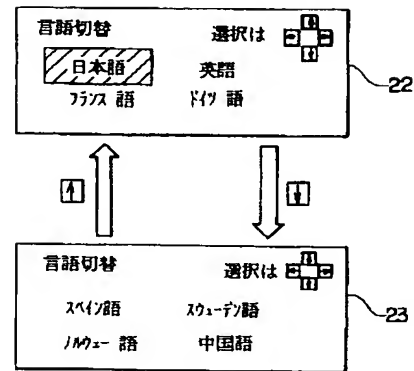 言語切替 選択は
日本語 英語
フランス 語 ドイツ 語
22
↑ ↓
言語切替 選択は
スペイン語 スウェーデン語
ノルウェー 語 中国語
23